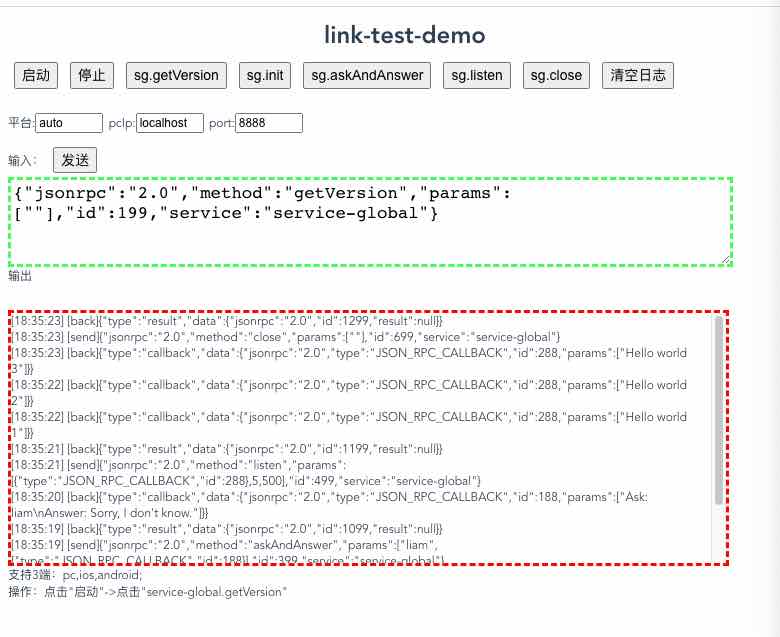 link-test-demo
启动 停止 sg.getVersion sg.init sg.askAndAnswer sg.listen sg.close 清空日志
平台:auto pclp:localhost port:8888
输入： 发送
{"jsonrpc":"2.0","method":"getVersion","params":
[""],"id":199,"service":"service-global"}
输出
[18:35:23] [back]{"type":"result","data":{"jsonrpc":"2.0","id":1299,"result":null}}
[18:35:23] [send]{"jsonrpc":"2.0","method":"close","params":[""],"id":699,"service":"service-global"}
[18:35:23] [back]{"type":"callback","data":{"jsonrpc":"2.0","type":"JSON_RPC_CALLBACK","id":288,"params":["Hello world
3"]}}
[18:35:22] [back]{"type":"callback","data":{"jsonrpc":"2.0","type":"JSON_RPC_CALLBACK","id":288,"params":["Hello world
2"]}}
[18:35:22] [back]{"type":"callback","data":{"jsonrpc":"2.0","type":"JSON_RPC_CALLBACK","id":288,"params":["Hello world
1"]}}
[18:35:21] [back]{"type":"result","data":{"jsonrpc":"2.0","id":1199,"result":null}}
[18:35:21] [send]{"jsonrpc":"2.0","method":"listen","params":
[{"type":"JSON_RPC_CALLBACK","id":288},5,500],"id":499,"service":"service-global"}
[18:35:20] [back]{"type":"callback","data":{"jsonrpc":"2.0","type":"JSON_RPC_CALLBACK","id":188,"params":["Ask:
liam\nAnswer: Sorry, I don't know."]}}
[18:35:19] [back]{"type":"result","data":{"jsonrpc":"2.0","id":1099,"result":null}}
[18:35:19] [send]{"jsonrpc":"2.0","method":"askAndAnswer","params":["liam",
{"type":"JSON_RPC_CALLBACK","id":188}],"id":399,"service":"service-global"}
支持3端：pc,ios,android;
操作：点击"启动"->点击"service-global.getVersion"